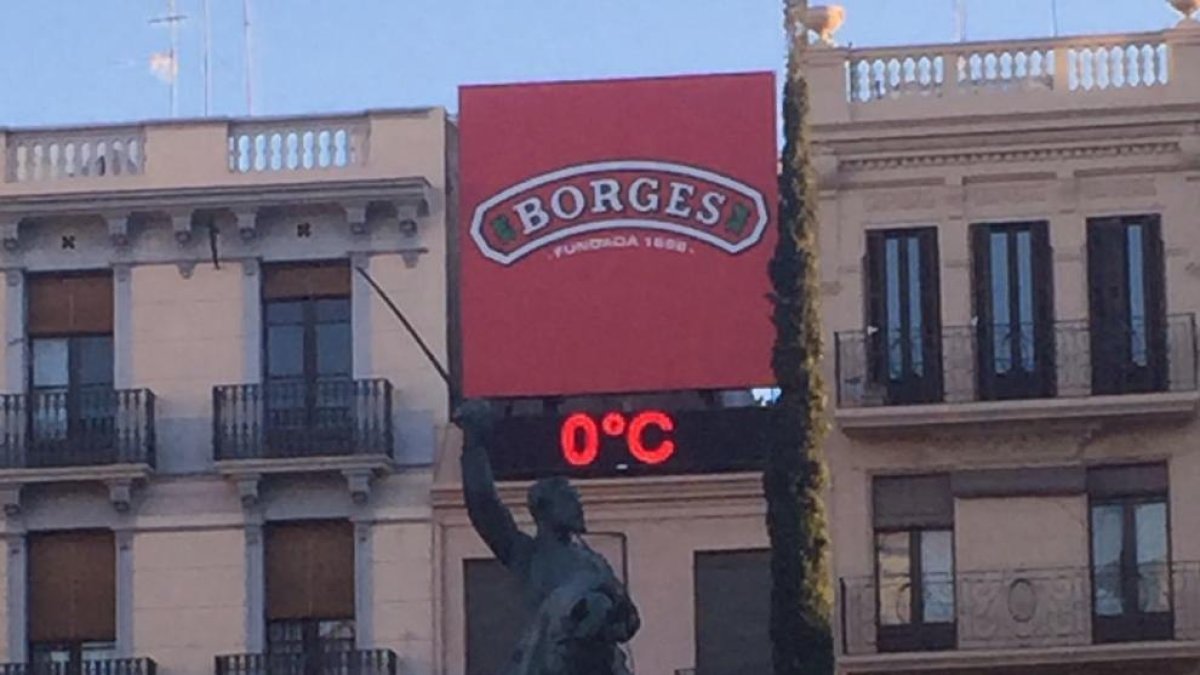 BORGES
· FUNDADA 1896 ·
0°C